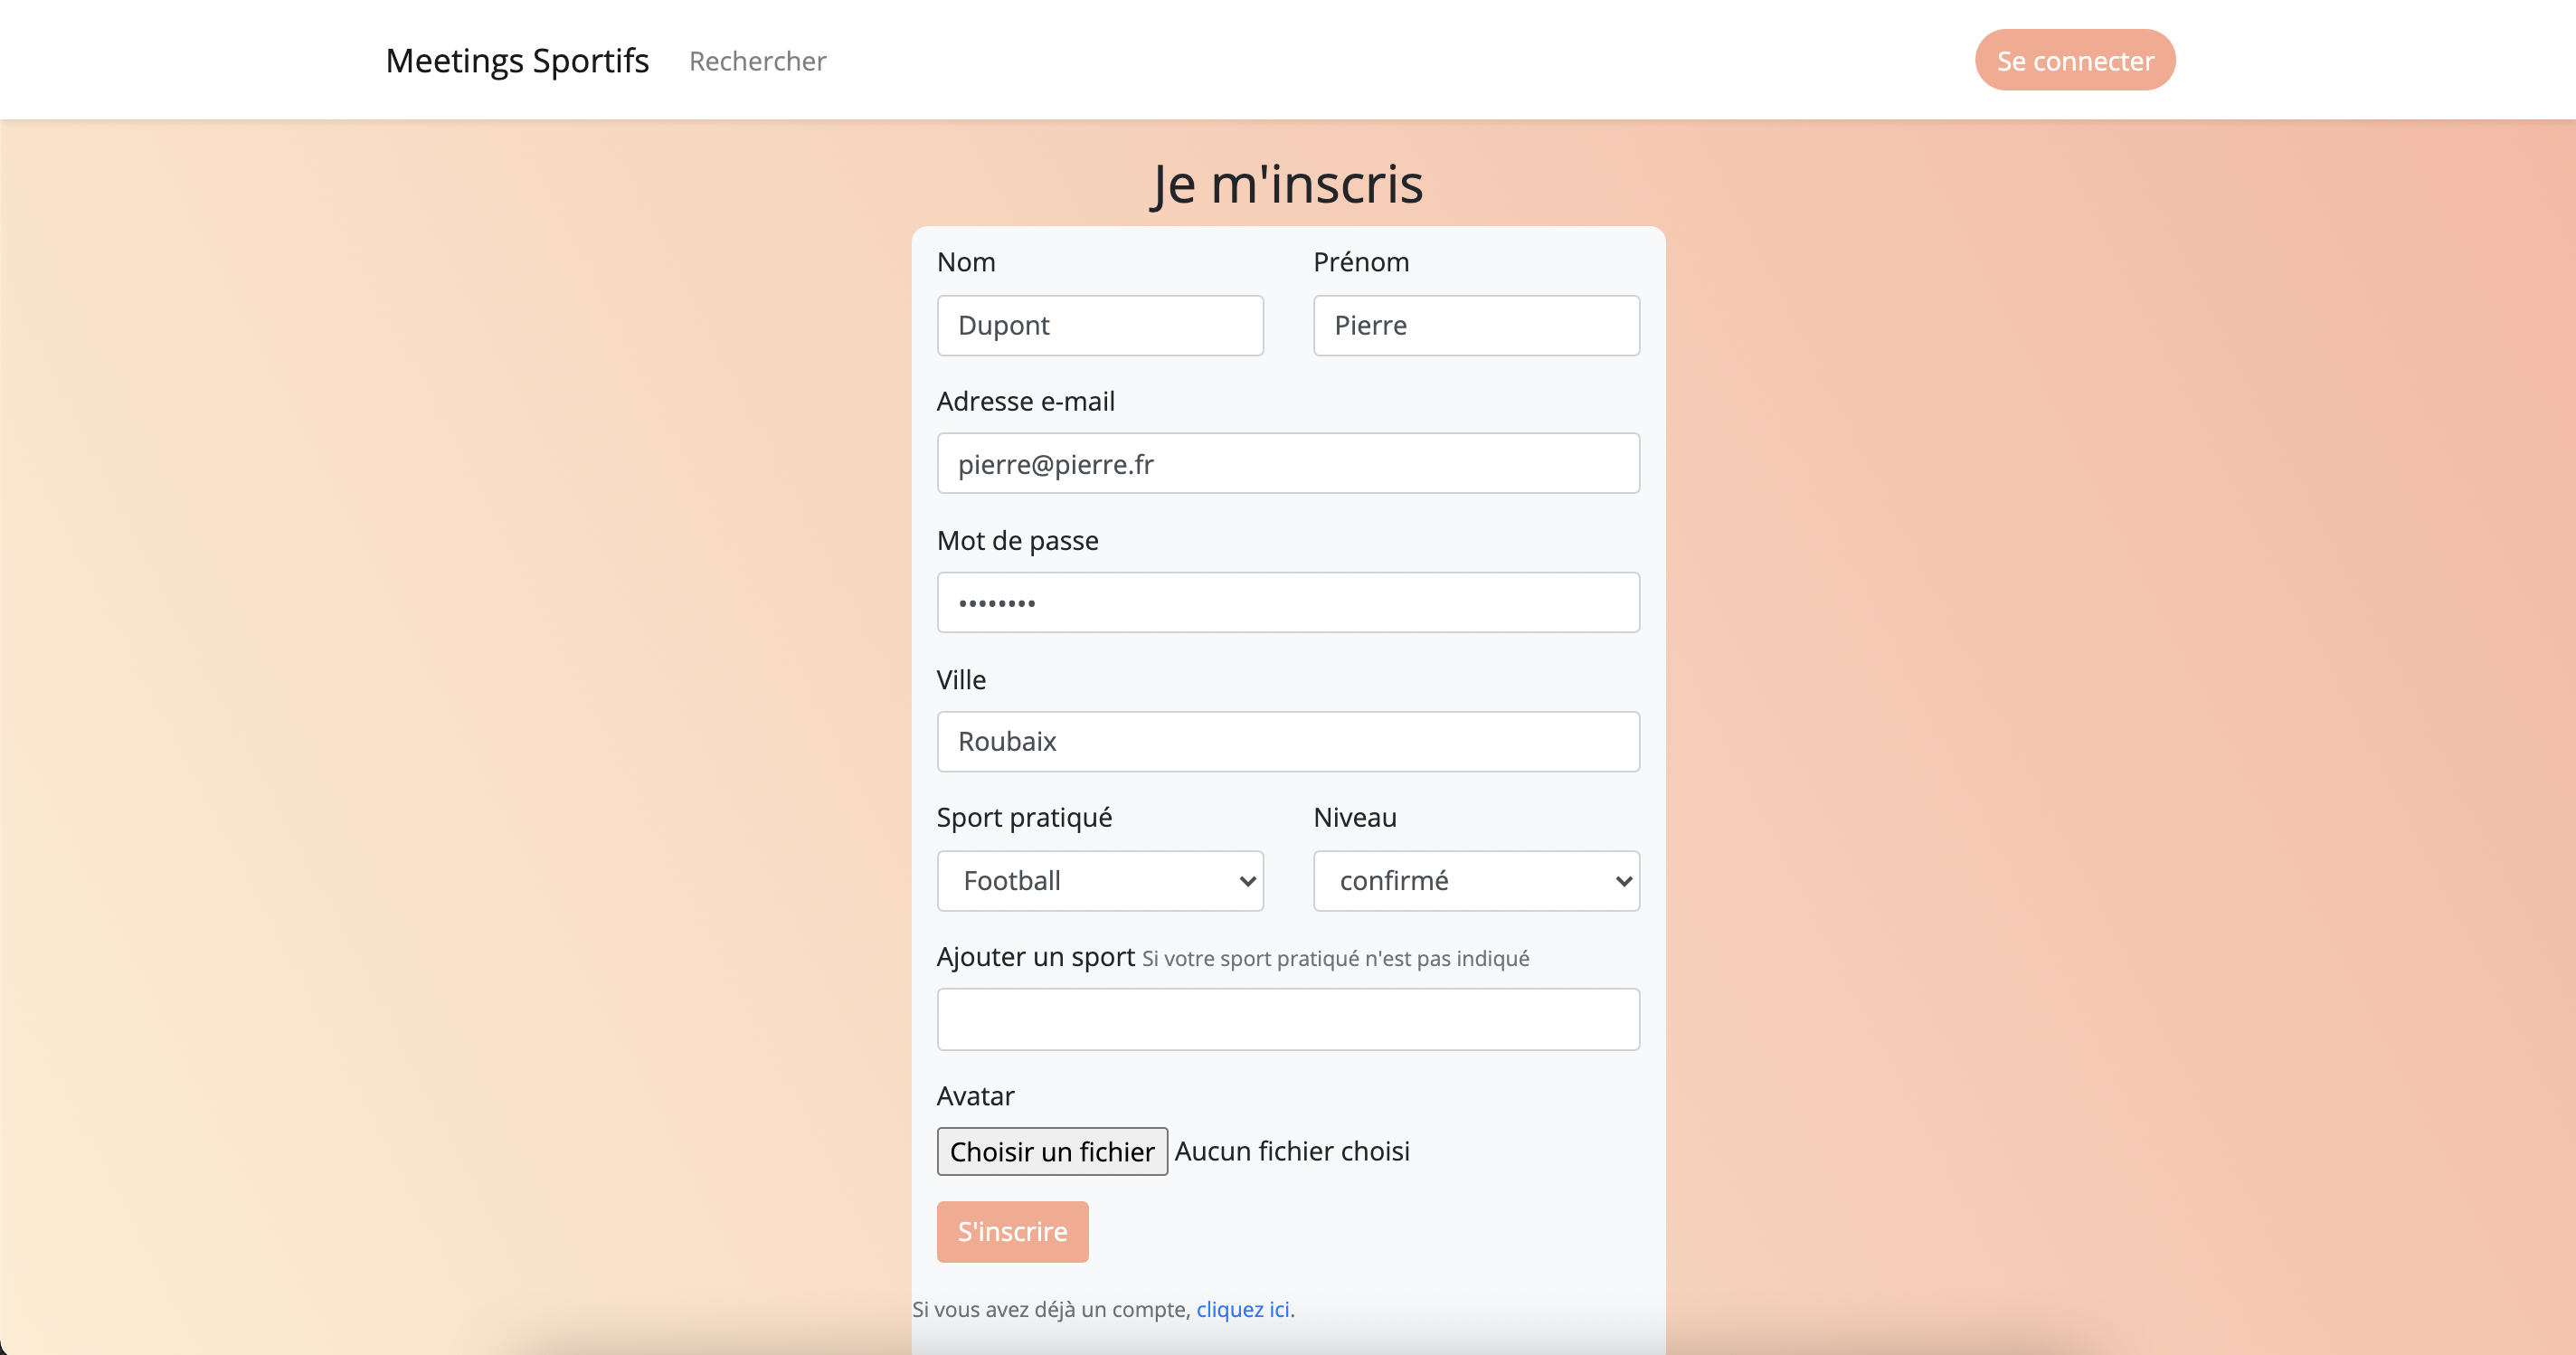 Meetings Sportifs Rechercher Se connecter
Je m'inscris
Nom Prénom
Dupont Pierre
Adresse e-mail
pierre@pierre.fr
Mot de passe
••••••••
Ville
Roubaix
Sport pratiqué Niveau
Football confirmé
Ajouter un sport Si votre sport pratiqué n'est pas indiqué
Avatar
Choisir un fichier Aucun fichier choisi
S'inscrire
Si vous avez déjà un compte, cliquez ici.